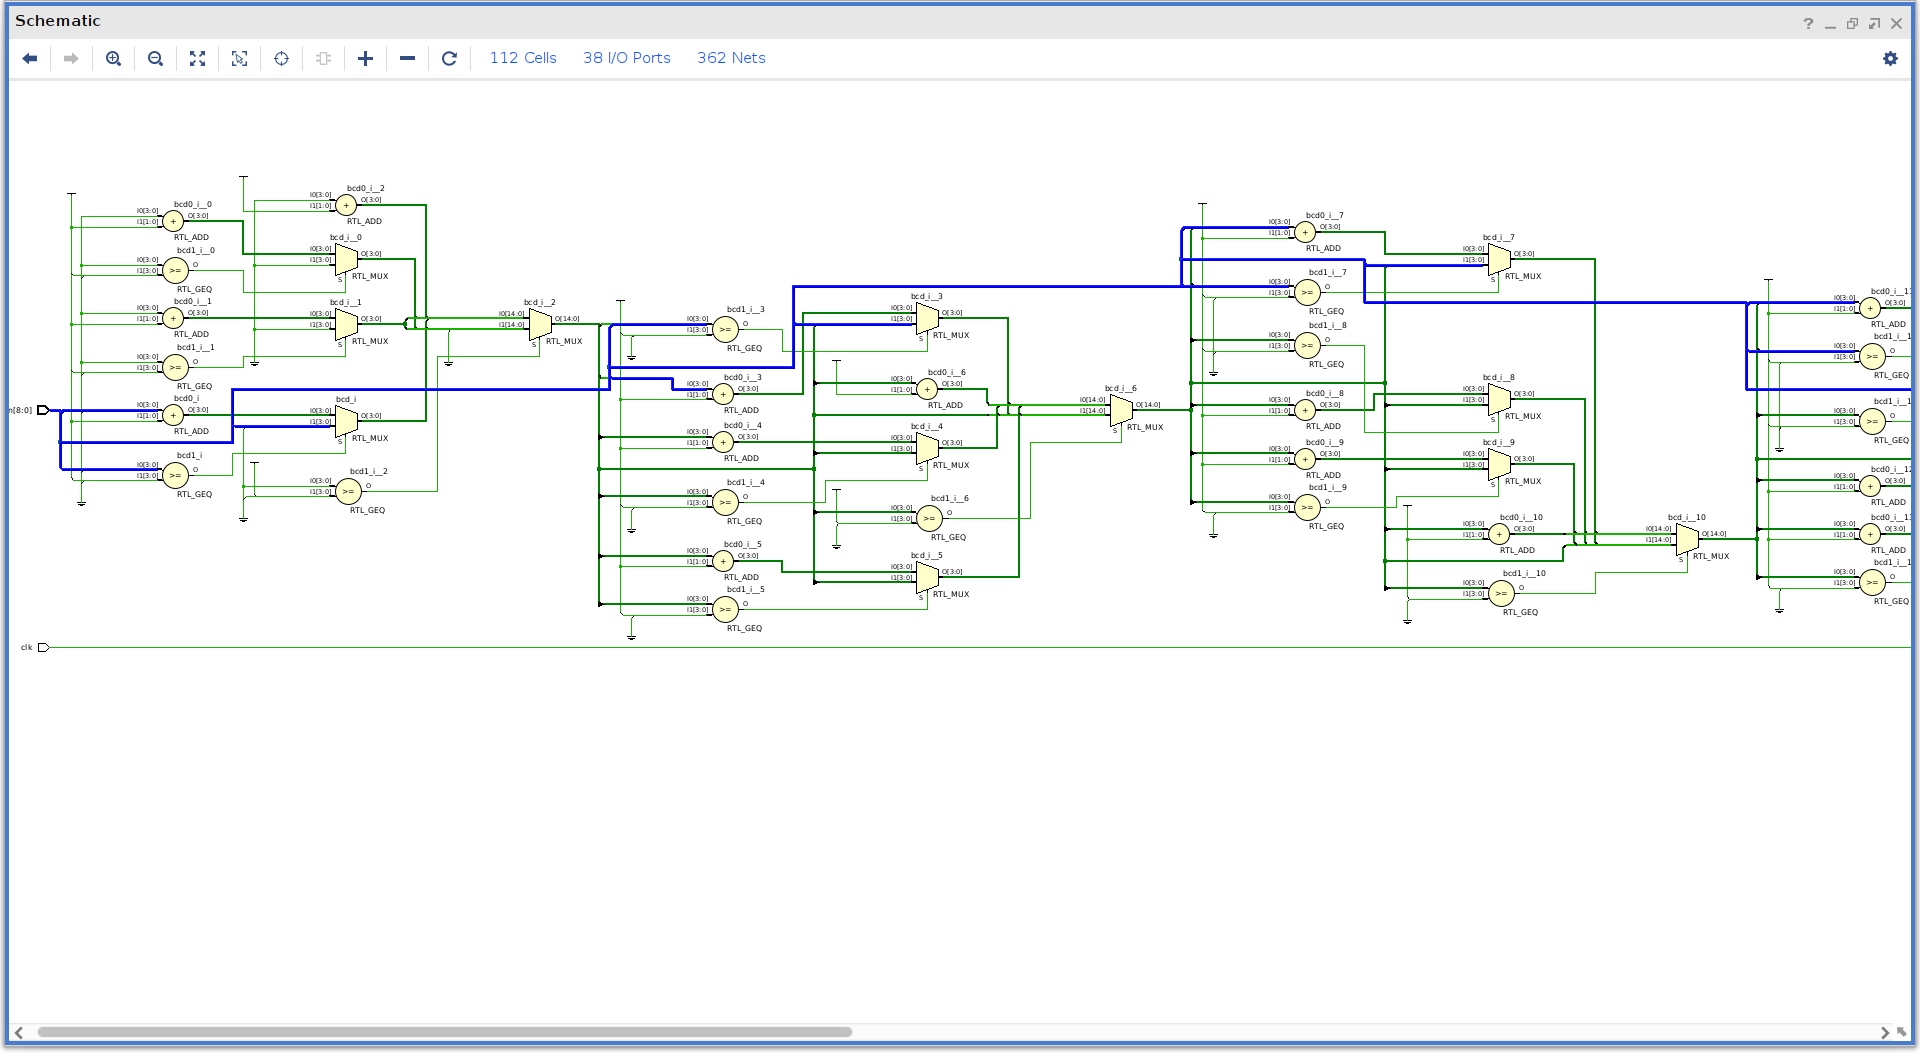 Schematic
112 Cells 38 I/O Ports 362 Nets
bcd0_i__0
I0[3:0]
I1[1:0]
+
O[3:0]
RTL_ADD
bcd1_i__0
I0[3:0]
I1[3:0]
>=
O
RTL_GEQ
bcd0_i__1
I0[3:0]
I1[1:0]
+
O[3:0]
RTL_ADD
bcd1_i__1
I0[3:0]
I1[3:0]
>=
O
RTL_GEQ
n[8:0]
bcd0_i
I0[3:0]
I1[1:0]
+
O[3:0]
RTL_ADD
bcd1_i
I0[3:0]
I1[3:0]
>=
O
RTL_GEQ
bcd0_i__2
I0[3:0]
I1[1:0]
+
O[3:0]
RTL_ADD
bcd_i__0
I0[3:0]
I1[3:0]
S
O[3:0]
RTL_MUX
bcd_i__1
I0[3:0]
I1[3:0]
S
O[3:0]
RTL_MUX
bcd_i
I0[3:0]
I1[3:0]
S
O[3:0]
RTL_MUX
bcd1_i__2
I0[3:0]
I1[3:0]
>=
O
RTL_GEQ
bcd_i__2
I0[14:0]
I1[14:0]
S
O[14:0]
RTL_MUX
bcd1_i__3
I0[3:0]
I1[3:0]
>=
O
RTL_GEQ
bcd0_i__3
I0[3:0]
I1[1:0]
+
O[3:0]
RTL_ADD
bcd0_i__4
I0[3:0]
I1[1:0]
+
O[3:0]
RTL_ADD
bcd1_i__4
I0[3:0]
I1[3:0]
>=
O
RTL_GEQ
bcd0_i__5
I0[3:0]
I1[1:0]
+
O[3:0]
RTL_ADD
bcd1_i__5
I0[3:0]
I1[3:0]
>=
O
RTL_GEQ
bcd_i__3
I0[3:0]
I1[3:0]
S
O[3:0]
RTL_MUX
bcd0_i__6
I0[3:0]
I1[1:0]
+
O[3:0]
RTL_ADD
bcd_i__4
I0[3:0]
I1[3:0]
S
O[3:0]
RTL_MUX
bcd1_i__6
I0[3:0]
I1[3:0]
>=
O
RTL_GEQ
bcd_i__5
I0[3:0]
I1[3:0]
S
O[3:0]
RTL_MUX
bcd_i__6
I0[14:0]
I1[14:0]
S
O[14:0]
RTL_MUX
bcd0_i__7
I0[3:0]
I1[1:0]
+
O[3:0]
RTL_ADD
bcd1_i__7
I0[3:0]
I1[3:0]
>=
O
RTL_GEQ
bcd1_i__8
I0[3:0]
I1[3:0]
>=
O
RTL_GEQ
bcd0_i__8
I0[3:0]
I1[1:0]
+
O[3:0]
RTL_ADD
bcd0_i__9
I0[3:0]
I1[1:0]
+
O[3:0]
RTL_ADD
bcd1_i__9
I0[3:0]
I1[3:0]
>=
O
RTL_GEQ
bcd_i__7
I0[3:0]
I1[3:0]
S
O[3:0]
RTL_MUX
bcd_i__8
I0[3:0]
I1[3:0]
S
O[3:0]
RTL_MUX
bcd_i__9
I0[3:0]
I1[3:0]
S
O[3:0]
RTL_MUX
bcd0_i__10
I0[3:0]
I1[1:0]
+
O[3:0]
RTL_ADD
bcd1_i__10
I0[3:0]
I1[3:0]
>=
O
RTL_GEQ
bcd_i__10
I0[14:0]
I1[14:0]
S
O[14:0]
RTL_MUX
bcd0_i__1
I0[3:0]
I1[1:0]
+
O[3:0]
RTL_ADD
bcd1_i__1
I0[3:0]
I1[3:0]
>=
O
RTL_GEQ
bcd1_i__1
I0[3:0]
I1[3:0]
>=
O
RTL_GEQ
bcd0_i__12
I0[3:0]
I1[1:0]
+
O[3:0]
RTL_ADD
bcd0_i__1
I0[3:0]
I1[1:0]
+
O[3:0]
RTL_ADD
bcd1_i__1
I0[3:0]
I1[3:0]
>=
O
RTL_GEQ
clk